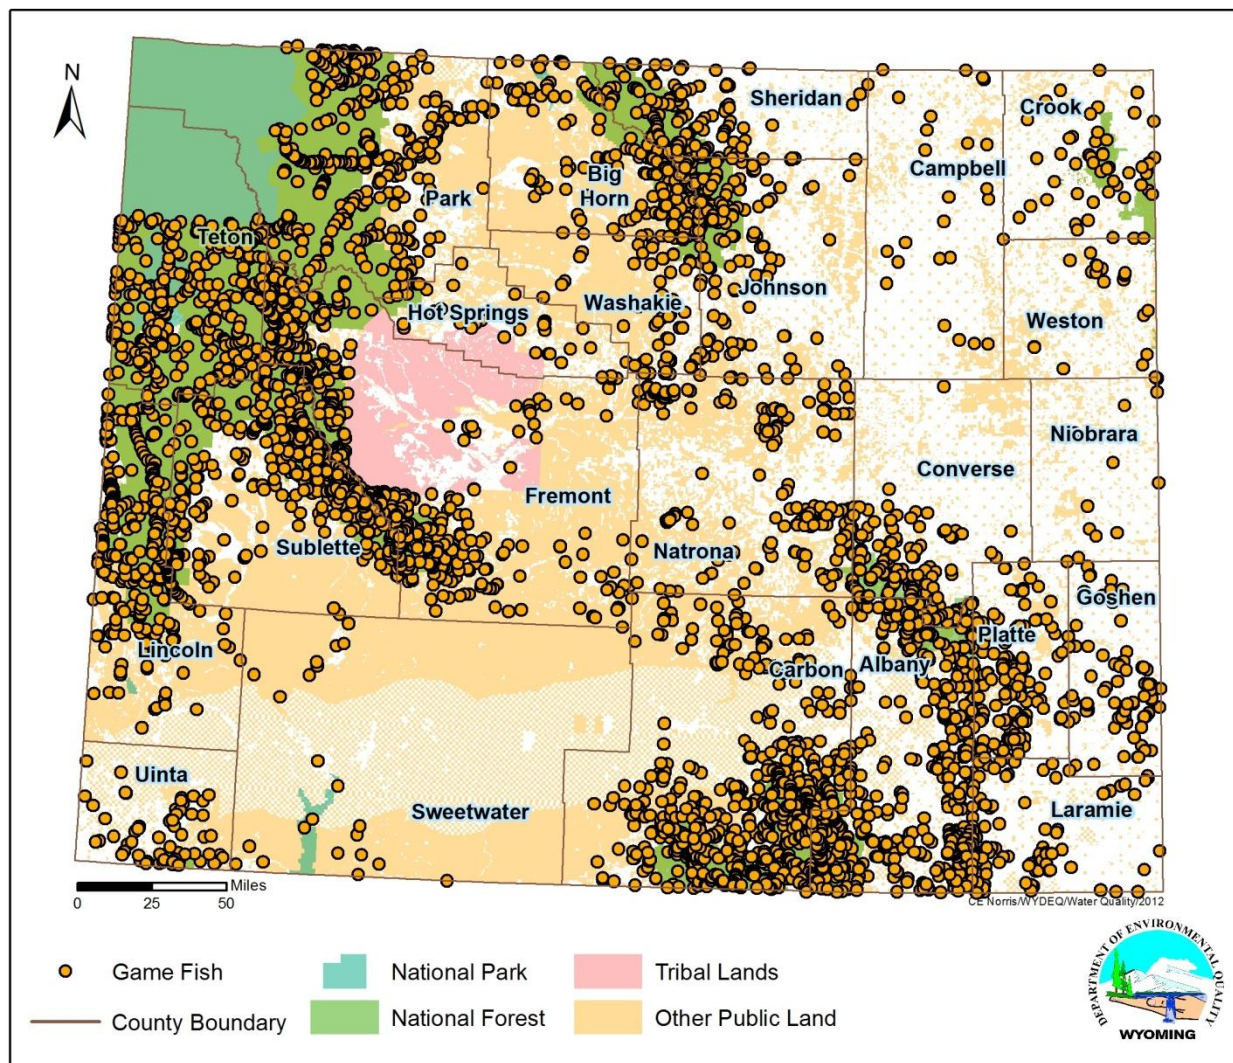 N
Sheridan
Crook
Campbell
Big
Horn
Park
Teton
Johnson
Washakie
Hot Springs
Weston
Niobrara
Converse
Fremont
Natrona
Sublette
Goshen
Platte
Lincoln
Carbon
Albany
Uinta
Sweetwater
Laramie
Miles
0 25 50
CE Norris/WYDEQ/Water Quality/2012
Game Fish
National Park
Tribal Lands
County Boundary
National Forest
Other Public Land
DEPARTMENT OF ENVIRONMENTAL QUALITY
WYOMING